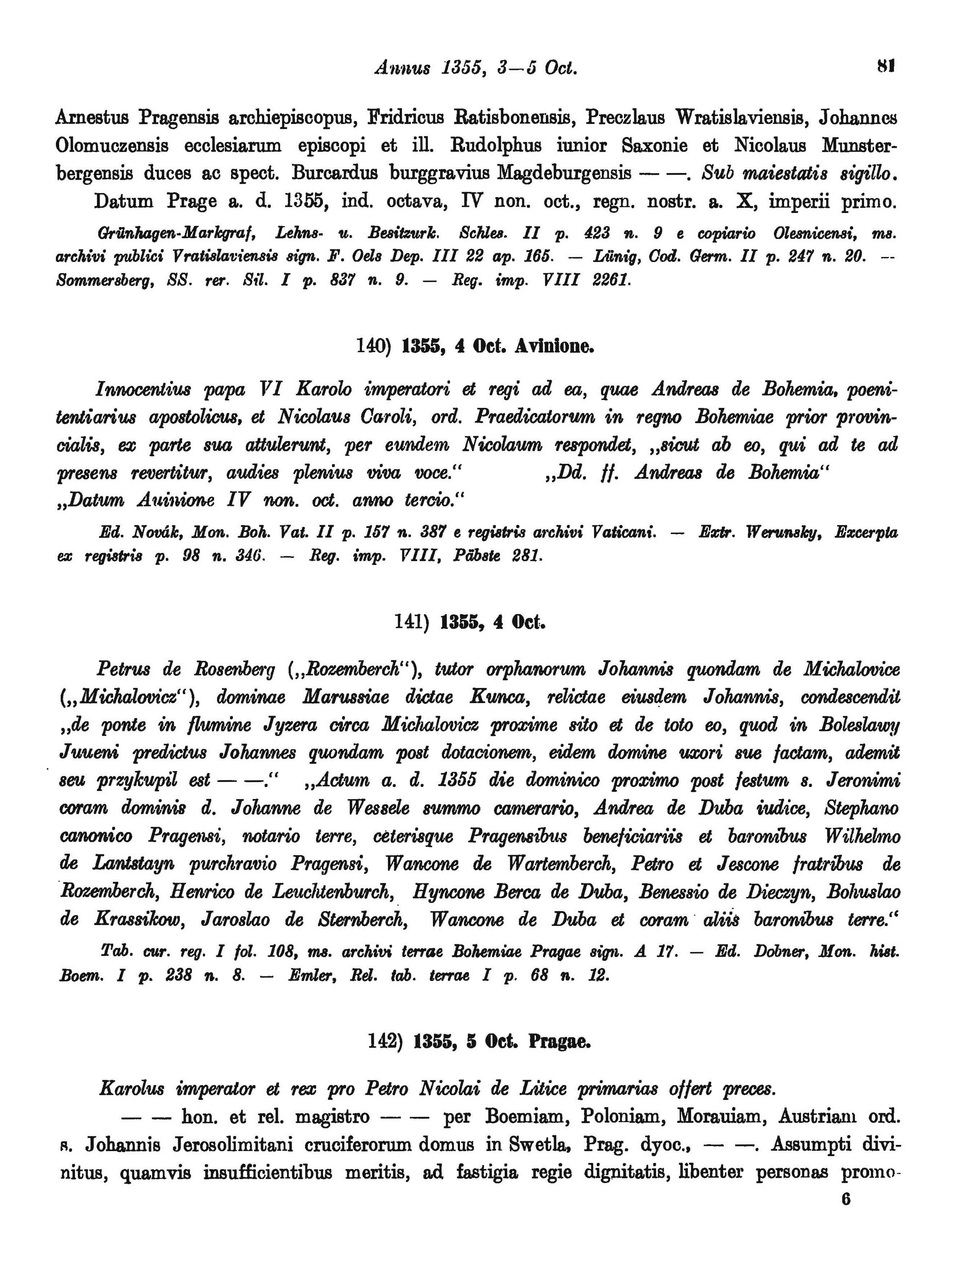 Annus 1355, 3—5 Oct. 81
Arnestus Pragensis archiepiscopus, Fridricus Ratisbonensis, Preczlaus Wratislaviensis, Johannes
Olomuczensis ecclesiarum episcopi et ill. Rudolphus iunior Saxonie et Nicolaus Munster-
bergensis duces ac spect. Burcardus burggravius Magdeburgensis — —. Sub maiestatis sigillo.
Datum Prage a. d. 1355, ind. octava, IV non. oct., regn. nostr. a. X, imperii primo.
Grünhagen-Markgraf, Lehns- u. Besitzurk. Schles. II p. 423 n. 9 e copiario Olesnicensi, ms.
archivi publici Vratislaviensis sign. F. Oels Dep. III 22 ap. 165. — Lünig, Cod. Germ. II p. 247 n. 20. —
Sommersberg, SS. rer. Sil. I p. 837 n. 9. — Reg. imp. VIII 2261.
140) 1355, 4 Oct. Avinione.
Innocentius papa VI Karolo imperatori et regi ad ea, quae Andreas de Bohemia, poeni-
tentiarius apostolicus, et Nicolaus Caroli, ord. Praedicatorum in regno Bohemiae prior provin-
cialis, ex parte sua attulerunt, per eundem Nicolaum respondet, „sicut ab eo, qui ad te ad
presens revertitur, audies plenius viva voce.“ „Dd. ff. Andreas de Bohemia“
„Datum Auinione IV non. oct. anno tercio.“
Ed. Novák, Mon. Boh. Vat. II p. 157 n. 387 e registris archivi Vaticani. — Extr. Werunsky, Excerpta
ex registris p. 98 n. 346. — Reg. imp. VIII, Päbste 281.
141) 1355, 4 Oct.
Petrus de Rosenberg („Rozemberch“), tutor orphanorum Johannis quondam de Michalovice
(„Michalovicz“), dominae Marussiae dictae Kunca, relictae eiusdem Johannis, condescendit
„de ponte in flumine Jyzera circa Michalovicz proxime sito et de toto eo, quod in Boleslawy
Juueni predictus Johannes quondam post dotacionem, eidem domine uxori sue factam, ademit
seu przykupil est — —.“ „Actum a. d. 1355 die dominico proximo post festum s. Jeronimi
coram dominis d. Johanne de Wessele summo camerario, Andrea de Duba iudice, Stephano
canonico Pragensi, notario terre, ceterisque Pragensibus beneficiariis et baronibus Wilhelmo
de Lantstayn purchravio Pragensi, Wancone de Wartemberch, Petro et Jescone fratribus de
Rozemberch, Henrico de Leuchtenburch, Hyncone Berca de Duba, Benessio de Dieczyn, Bohuslao
de Krassikow, Jaroslao de Sternberch, Wancone de Duba et coram aliis baronibus terre.“
Tab. cur. reg. I fol. 108, ms. archivi terrae Bohemiae Pragae sign. A 17. — Ed. Dobner, Mon. hist.
Boem. I p. 238 n. 8. — Emler, Rel. tab. terrae I p. 68 n. 12.
142) 1355, 5 Oct. Pragae.
Karolus imperator et rex pro Petro Nicolai de Litice primarias offert preces.
— — hon. et rel. magistro — — per Boemiam, Poloniam, Morauiam, Austriam ord.
s. Johannis Jerosolimitani cruciferorum domus in Swetla, Prag. dyoc., — —. Assumpti divi-
nitus, quamvis insufficientibus meritis, ad fastigia regie dignitatis, libenter personas promo-
6